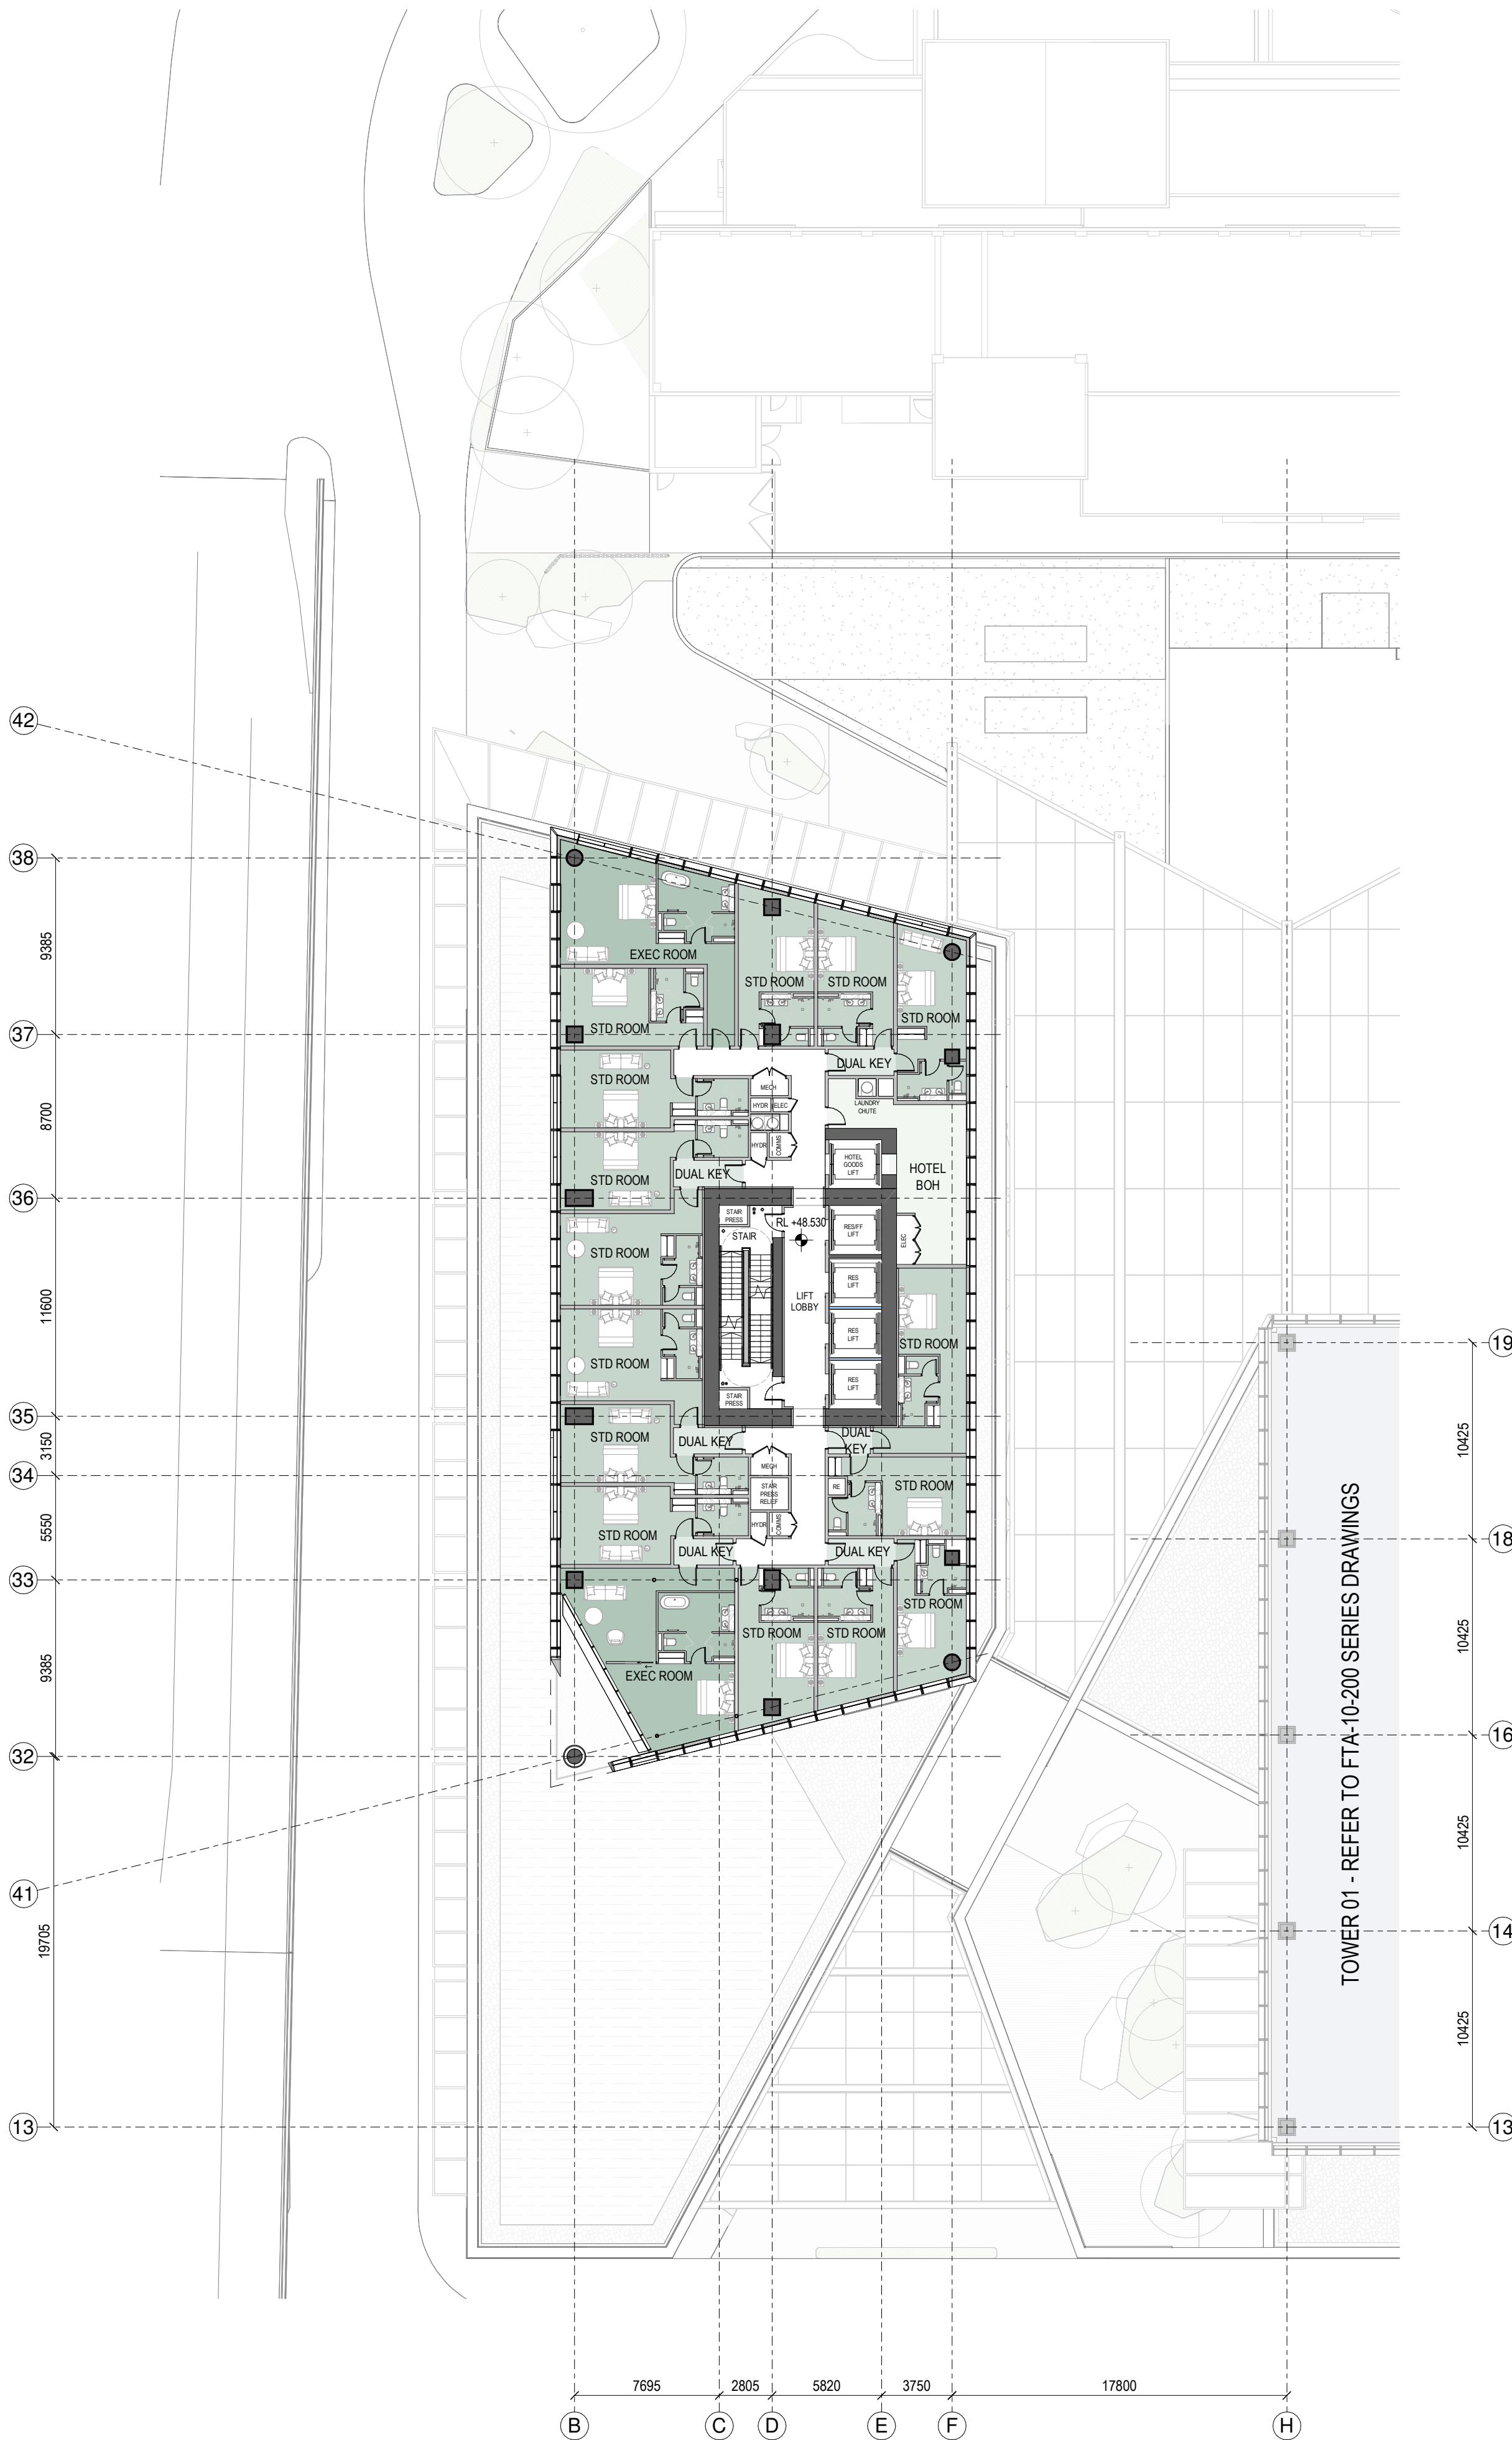 42
38
9385
EXEC ROOM
STD ROOM
STD ROOM
STD ROOM
STD ROOM
37
DUAL KEY
STD ROOM
MECH
LAUNDRY
CHUTE
HYDR
ELEC
8700
HYDR
COMMS
HOTEL
GOODS
LIFT
HOTEL
BOH
STD ROOM
DUAL KEY
36
STAIR
PRESS
RL +48.530
RES/FF
LIFT
STAIR
ELEC
STD ROOM
RES
LIFT
11600
LIFT
LOBBY
RES
LIFT
STD ROOM
19
STD ROOM
RES
LIFT
STAIR
PRESS
35
STD ROOM
DUAL KEY
DUAL
KEY
3150
10425
MECH
34
STD ROOM
STAIR
PRESS
RELIEF
RE
5550
HYDR
COMMS
STD ROOM
18
DUAL KEY
DUAL KEY
33
STD ROOM
STD ROOM
STD ROOM
10425
9385
EXEC ROOM
16
32
TOWER 01 - REFER TO FTA-10-200 SERIES DRAWINGS
10425
41
14
19705
10425
13
13
7695
2805
5820
3750
17800
B
C
D
E
F
H